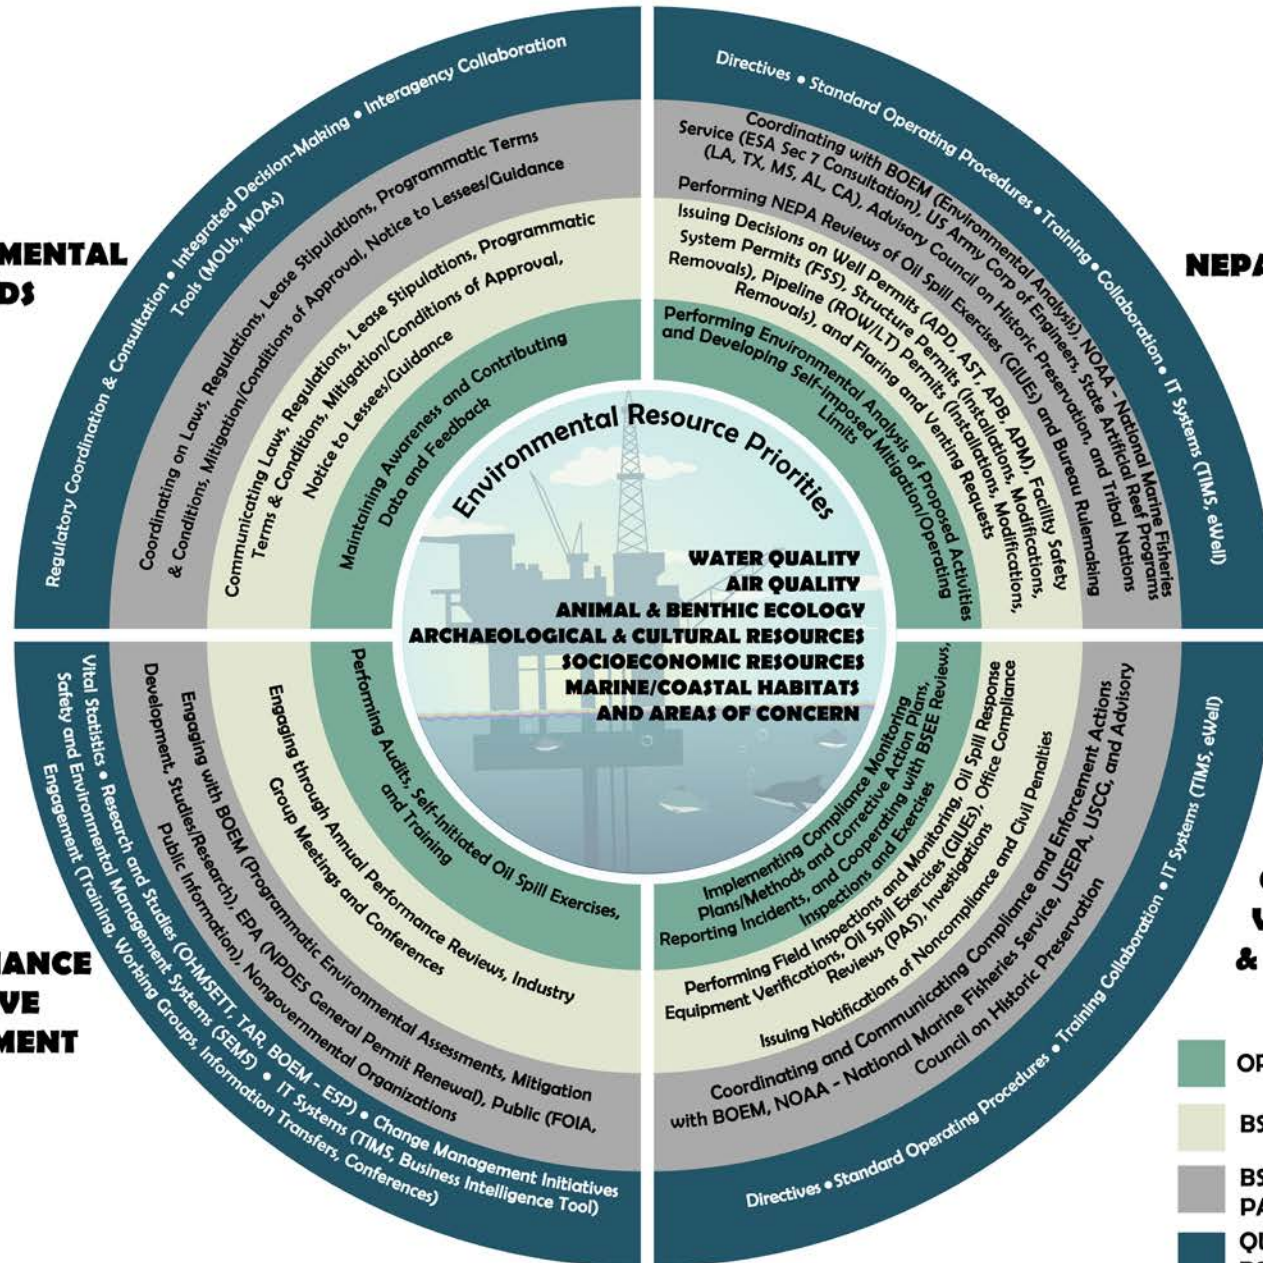 Regulatory Coordination & Consultation • Integrated Decision-Making • Interagency Collaboration
Tools (MOUs, MOAs)
Coordinating on Laws, Regulations, Lease Stipulations, Programmatic Terms
& Conditions, Mitigation/Conditions of Approval, Notice to Lessees/Guidance
Communicating Laws, Regulations, Lease Stipulations, Programmatic
Terms & Conditions, Mitigation/Conditions of Approval,
Notice to Lessees/Guidance
Maintaining Awareness and Contributing
Data and Feedback
MENTAL
DS
Directives • Standard Operating Procedures • Training • Collaboration • IT Systems (TIMS, eWell)
Coordinating with BOEM (Environmental Analysis), NOAA - National Marine Fisheries
Service (ESA Sec 7 Consultation), US Army Corp of Engineers, State Artificial Reef Programs
(LA, TX, MS, AL, CA), Advisory Council on Historic Preservation, and Tribal Nations
Performing NEPA Reviews of Oil Spill Exercises (GIUEs) and Bureau Rulemaking
Issuing Decisions on Well Permits (APD, AST, APB, APM), Facility Safety
System Permits (FSS), Structure Permits (Installations, Modifications,
Removals), Pipeline (ROW/LT) Permits (Installations, Modifications,
Removals), and Flaring and Venting Requests
Performing Environmental Analysis of Proposed Activities
and Developing Self-imposed Mitigation/Operating
Limits
NEPA
Environmental Resource Priorities
WATER QUALITY
AIR QUALITY
ANIMAL & BENTHIC ECOLOGY
ARCHAEOLOGICAL & CULTURAL RESOURCES
SOCIOECONOMIC RESOURCES
MARINE/COASTAL HABITATS
AND AREAS OF CONCERN
Performing Audits, Self-Initiated Oil Spill Exercises,
and Training
Engaging through Annual Performance Reviews, Industry
Group Meetings and Conferences
Engaging with BOEM (Programmatic Environmental Assessments, Mitigation
Development, Studies/Research), EPA (NPDES General Permit Renewal), Public (FOIA,
Public Information), Nongovernmental Organizations
Vital Statistics • Research and Studies (OHMSETT, TAR, BOEM - ESP) • Change Management Initiatives
Safety and Environmental Management Systems (SEMS) • IT Systems (TIMS, Business Intelligence Tool)
Engagement (Training, Working Groups, Information Transfers, Conferences)
IANCE
VE
MENT
Implementing Compliance Monitoring
Plans/Methods and Corrective Action Plans,
Reporting Incidents, and Cooperating with BSEE Reviews,
Inspections and Exercises
Performing Field Inspections and Monitoring, Oil Spill Response
Equipment Verifications, Oil Spill Exercises (GIUEs), Office Compliance
Reviews (PAS), Investigations
Issuing Notifications of Noncompliance and Civil Penalties
Coordinating and Communicating Compliance and Enforcement Actions
with BOEM, NOAA - National Marine Fisheries Service, USEPA, USCG, and Advisory
Council on Historic Preservation
Directives • Standard Operating Procedures • Training Collaboration • IT Systems (TIMS, eWell)
&
OP
BS
BS
PA